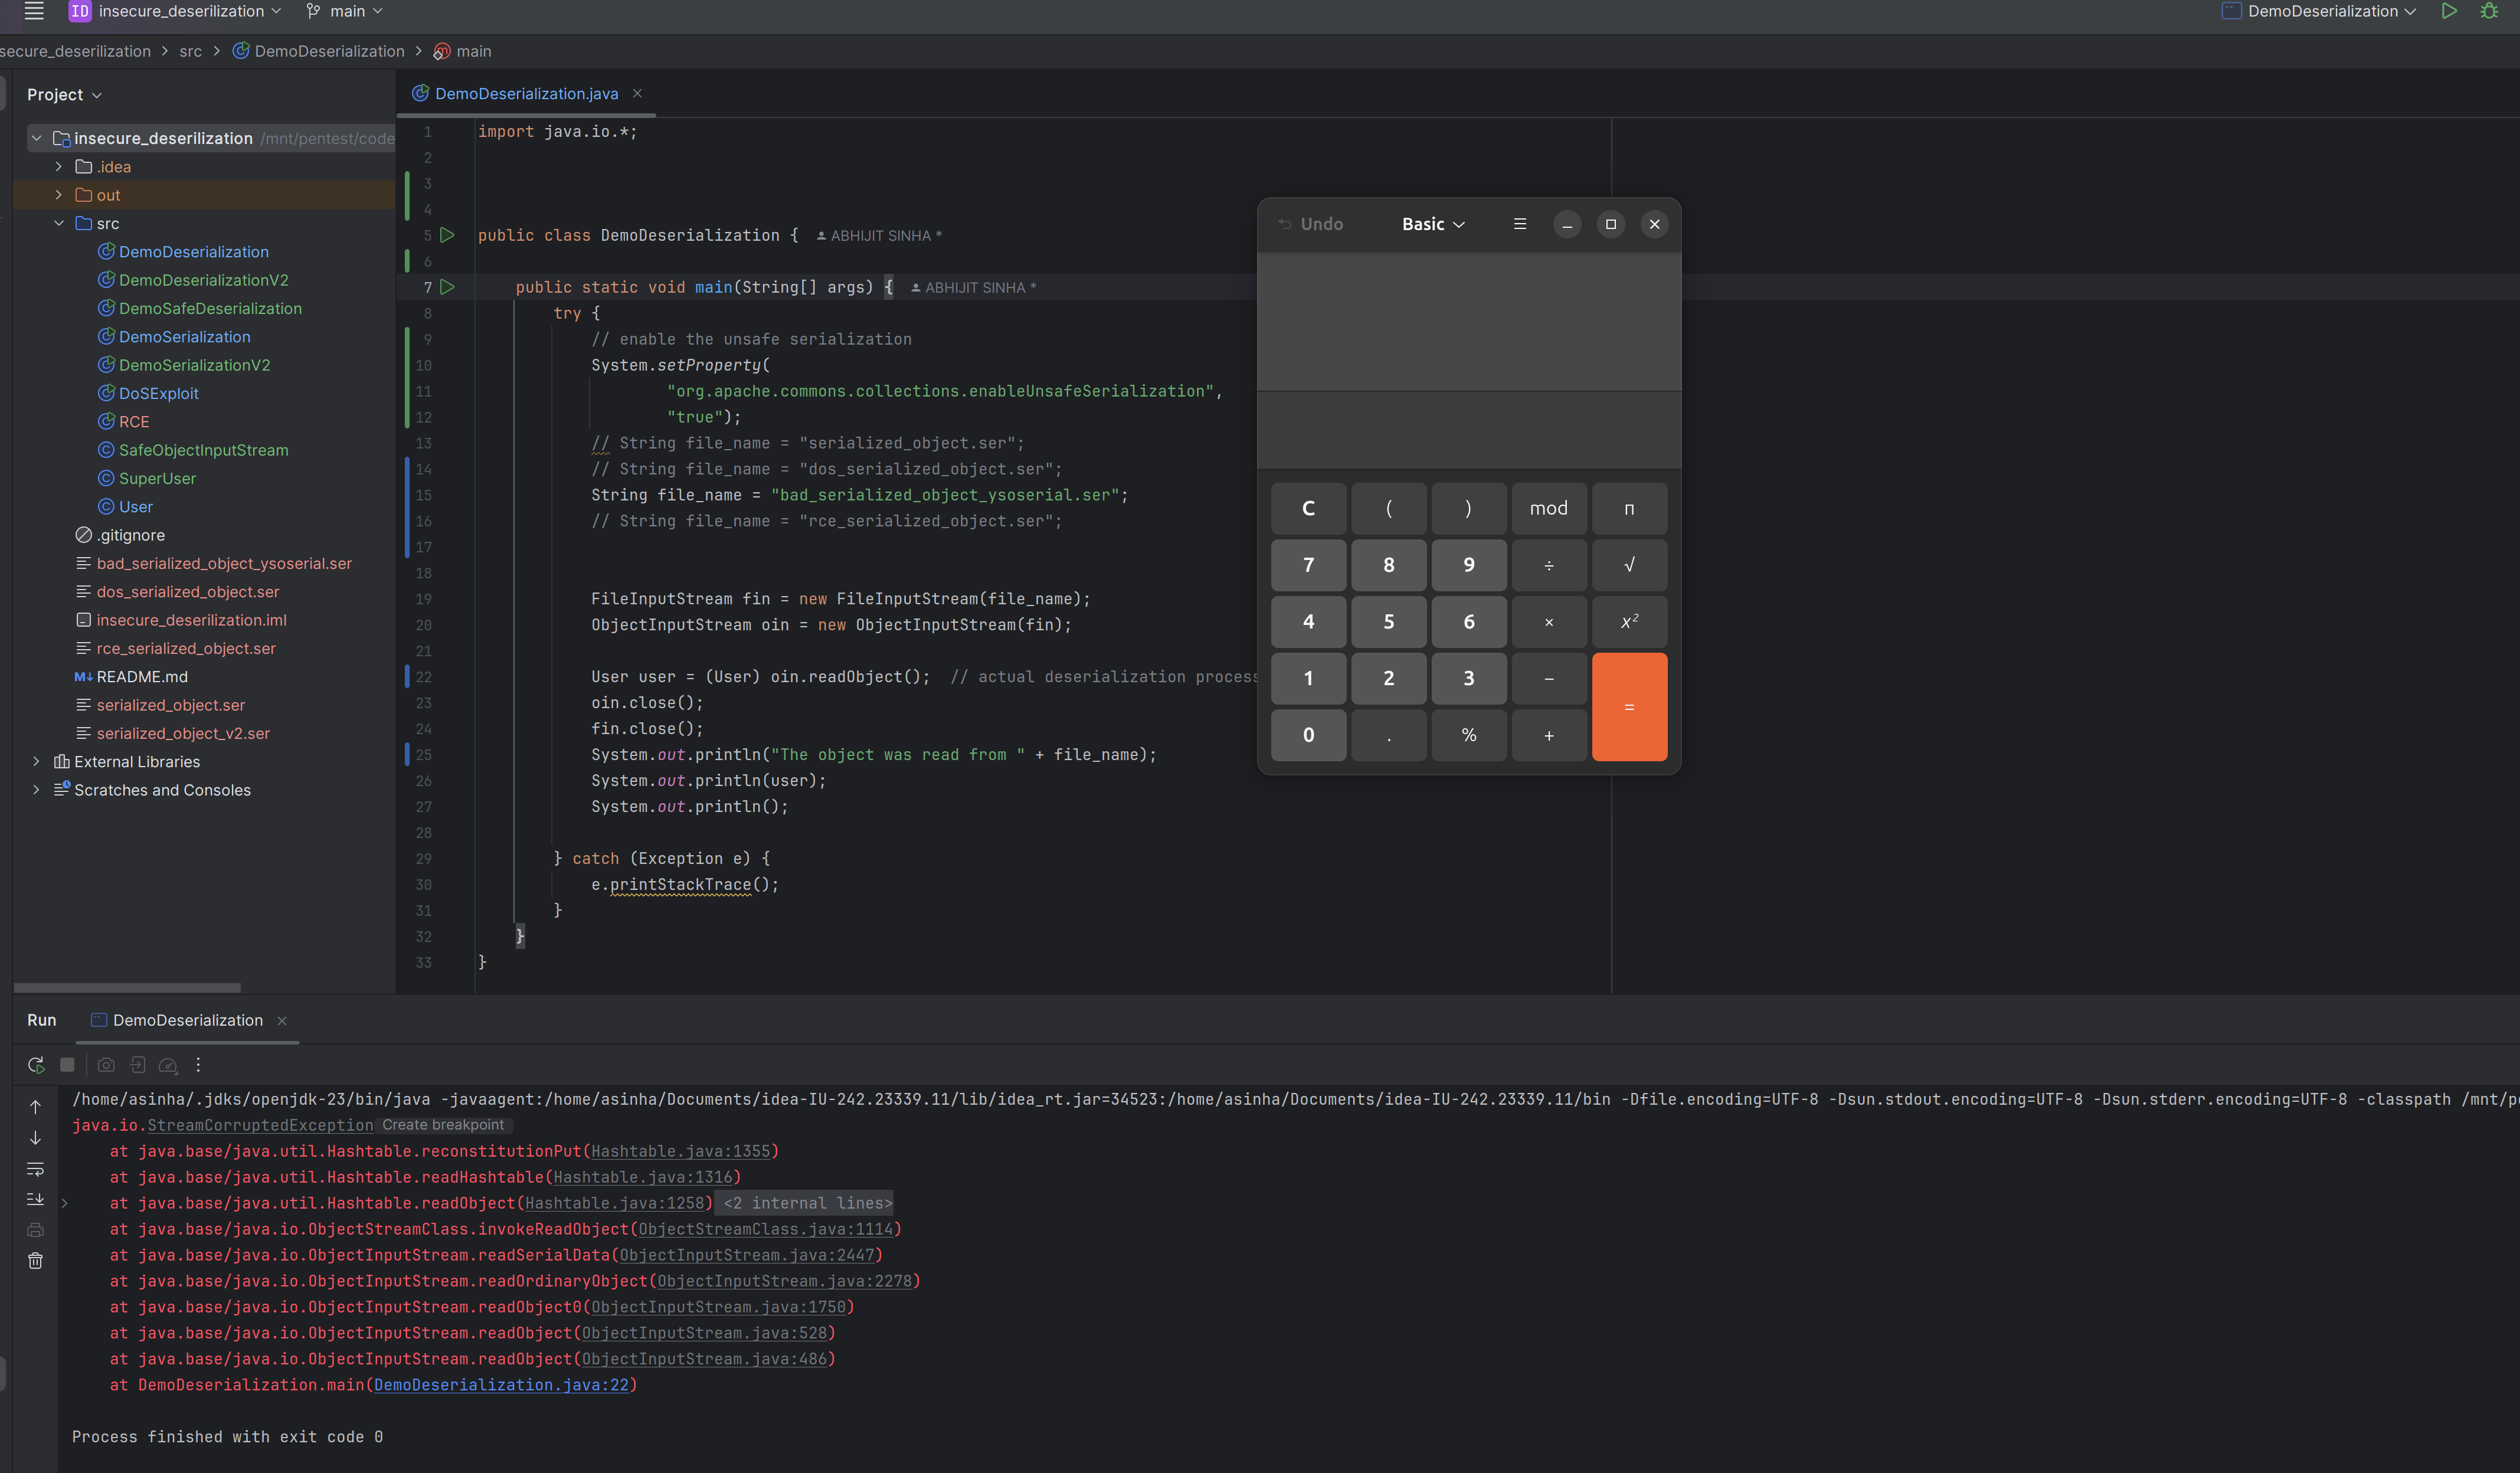 ID insecure_deserilization main DemoDeserialization
secure_deserilization src DemoDeserialization main
Project
insecure_deserilization /mnt/pentest/code
.idea
out
src
DemoDeserialization
DemoDeserializationV2
DemoSafeDeserialization
DemoSerialization
DemoSerializationV2
DoSExploit
RCE
SafeObjectInputStream
SuperUser
User
.gitignore
bad_serialized_object_ysoserial.ser
dos_serialized_object.ser
insecure_deserilization.iml
rce_serialized_object.ser
M↓ README.md
serialized_object.ser
serialized_object_v2.ser
External Libraries
Scratches and Consoles
DemoDeserialization.java
1 import java.io.*;
2
3
4
5 public class DemoDeserialization { ABHIJIT SINHA *
6
7 public static void main(String[] args) { ABHIJIT SINHA *
8 try {
9 // enable the unsafe serialization
10 System.setProperty(
11 "org.apache.commons.collections.enableUnsafeSerialization",
12 "true");
13 // String file_name = "serialized_object.ser";
14 // String file_name = "dos_serialized_object.ser";
15 String file_name = "bad_serialized_object_ysoserial.ser";
16 // String file_name = "rce_serialized_object.ser";
17
18
19 FileInputStream fin = new FileInputStream(file_name);
20 ObjectInputStream oin = new ObjectInputStream(fin);
21
22 User user = (User) oin.readObject(); // actual deserialization process
23 oin.close();
24 fin.close();
25 System.out.println("The object was read from " + file_name);
26 System.out.println(user);
27 System.out.println();
28
29 } catch (Exception e) {
30 e.printStackTrace();
31 }
32 }
33 }
Undo Basic
C ( ) mod π
7 8 9 ÷ √
4 5 6 × x²
1 2 3 − =
0 . % +
Run DemoDeserialization
/home/asinha/.jdks/openjdk-23/bin/java -javaagent:/home/asinha/Documents/idea-IU-242.23339.11/lib/idea_rt.jar=34523:/home/asinha/Documents/idea-IU-242.23339.11/bin -Dfile.encoding=UTF-8 -Dsun.stdout.encoding=UTF-8 -Dsun.stderr.encoding=UTF-8 -classpath /mnt/p
java.io.StreamCorruptedException Create breakpoint
at java.base/java.util.Hashtable.reconstitutionPut(Hashtable.java:1355)
at java.base/java.util.Hashtable.readHashtable(Hashtable.java:1316)
at java.base/java.util.Hashtable.readObject(Hashtable.java:1258) <2 internal lines>
at java.base/java.io.ObjectStreamClass.invokeReadObject(ObjectStreamClass.java:1114)
at java.base/java.io.ObjectInputStream.readSerialData(ObjectInputStream.java:2447)
at java.base/java.io.ObjectInputStream.readOrdinaryObject(ObjectInputStream.java:2278)
at java.base/java.io.ObjectInputStream.readObject0(ObjectInputStream.java:1750)
at java.base/java.io.ObjectInputStream.readObject(ObjectInputStream.java:528)
at java.base/java.io.ObjectInputStream.readObject(ObjectInputStream.java:486)
at DemoDeserialization.main(DemoDeserialization.java:22)
Process finished with exit code 0